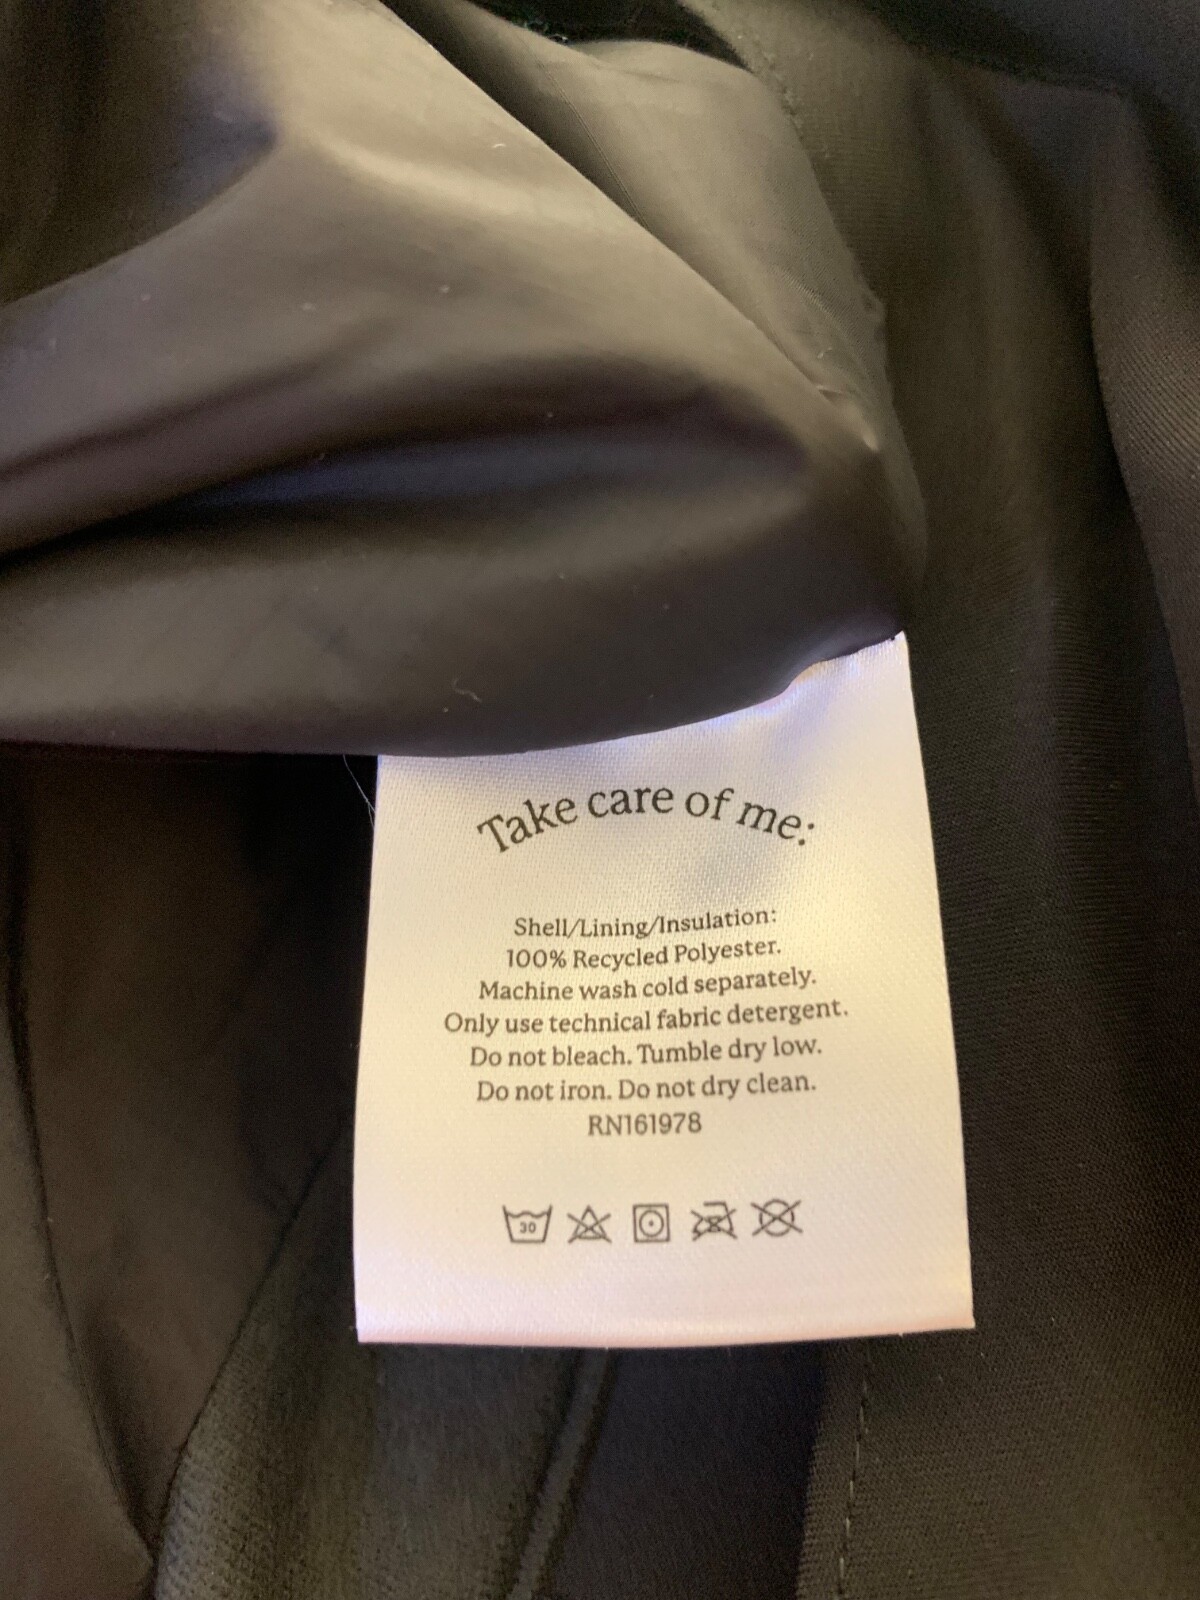 Take care of me:
Shell/Lining/Insulation:
100% Recycled Polyester.
Machine wash cold separately.
Only use technical fabric detergent.
Do not bleach. Tumble dry low.
Do not iron. Do not dry clean.
RN161978
30